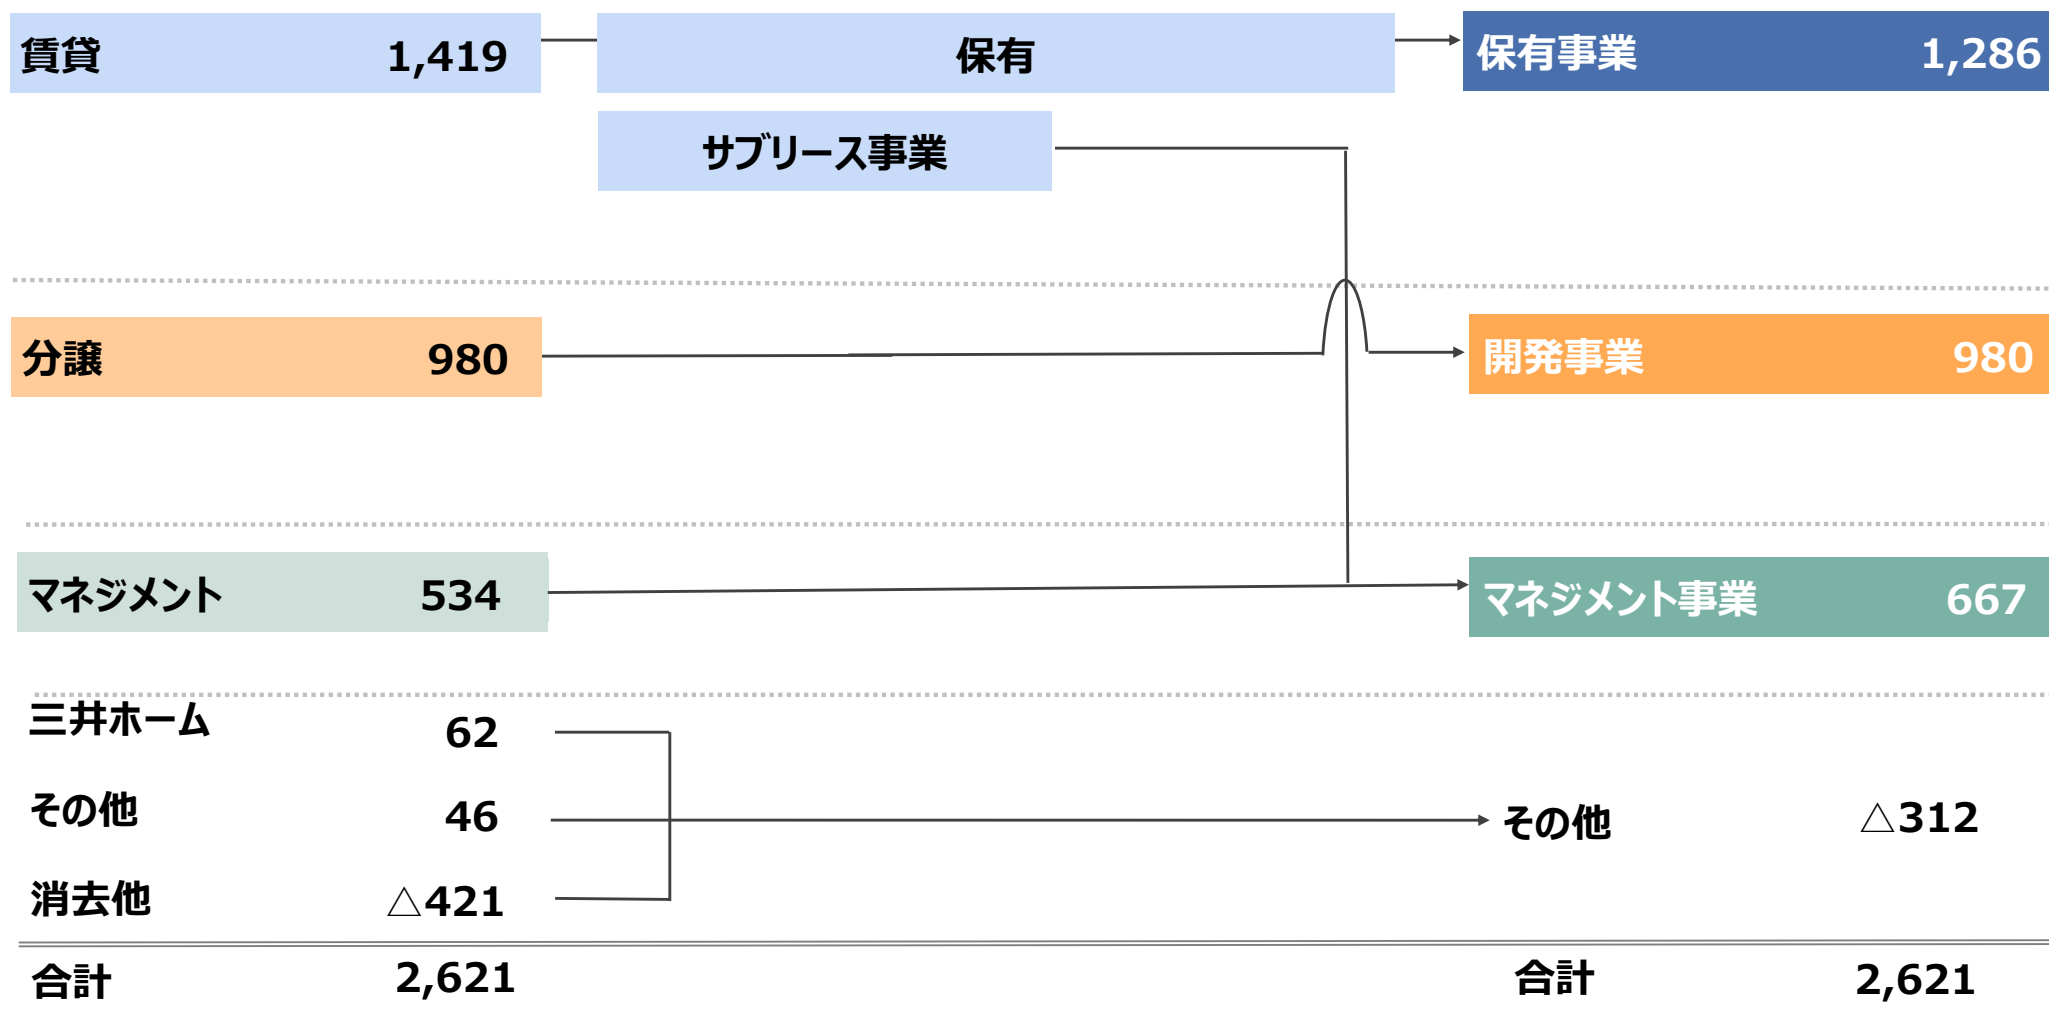 賃貸 1,419 保有 保有事業 1,286
サブリース事業
分譲 980 開発事業 980
マネジメント 534 マネジメント事業 667
三井ホーム 62
その他 46 その他 △312
消去他 △421
合計 2,621 合計 2,621